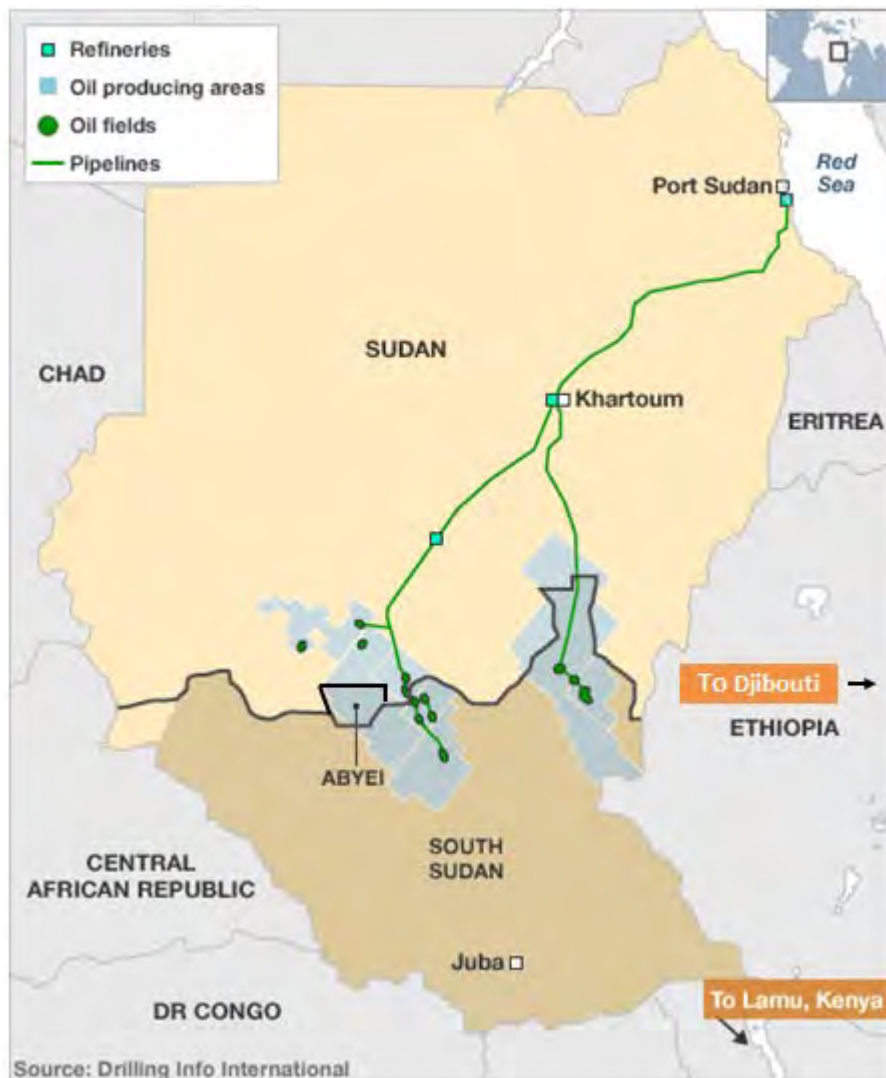 Refineries
Oil producing areas
Oil fields
Pipelines
Port Sudan
Red
Sea
SUDAN
CHAD
Khartoum
ERITREA
To Djibouti
ETHIOPIA
ABYEI
SOUTH
SUDAN
CENTRAL
AFRICAN REPUBLIC
Juba
To Lamu, Kenya
DR CONGO
Source: Drilling Info International